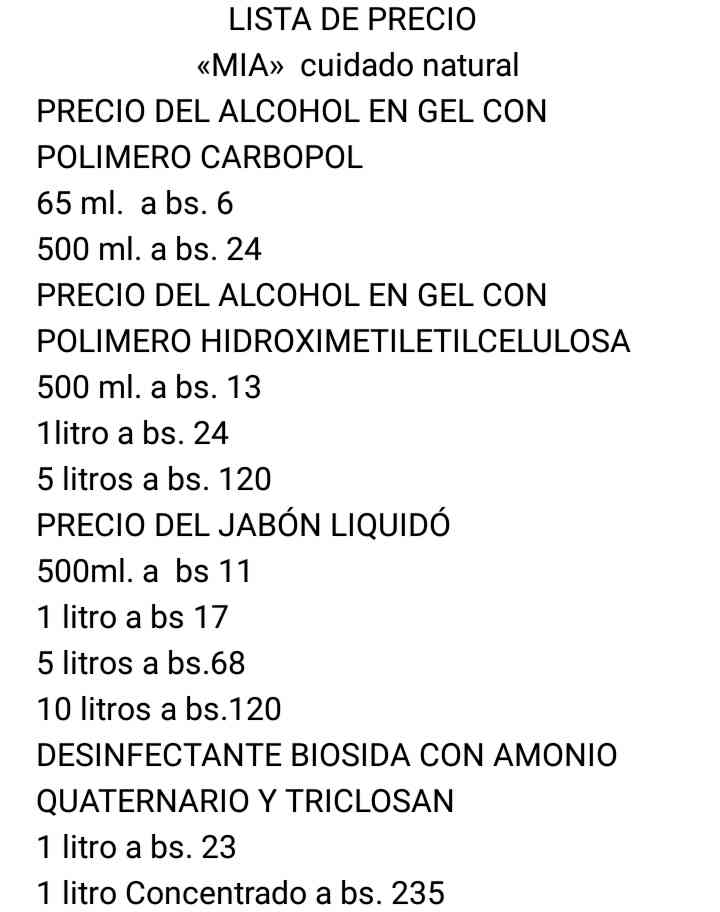 LISTA DE PRECIO
«MIA» cuidado natural
PRECIO DEL ALCOHOL EN GEL CON
POLIMERO CARBOPOL
65 ml. a bs. 6
500 ml. a bs. 24
PRECIO DEL ALCOHOL EN GEL CON
POLIMERO HIDROXIMETILETILCELULOSA
500 ml. a bs. 13
1litro a bs. 24
5 litros a bs. 120
PRECIO DEL JABÓN LIQUIDÓ
500ml. a bs 11
1 litro a bs 17
5 litros a bs.68
10 litros a bs.120
DESINFECTANTE BIOSIDA CON AMONIO
QUATERNARIO Y TRICLOSAN
1 litro a bs. 23
1 litro Concentrado a bs. 235